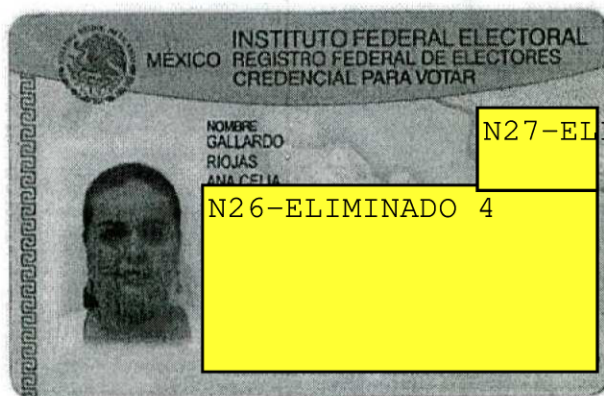 INSTITUTO FEDERAL ELECTORAL
MÉXICO REGISTRO FEDERAL DE ELECTORES
CREDENCIAL PARA VOTAR
NOMBRE
GALLARDO
RIOJAS
ANA CELIA
N27-EL
N26-ELIMINADO 4